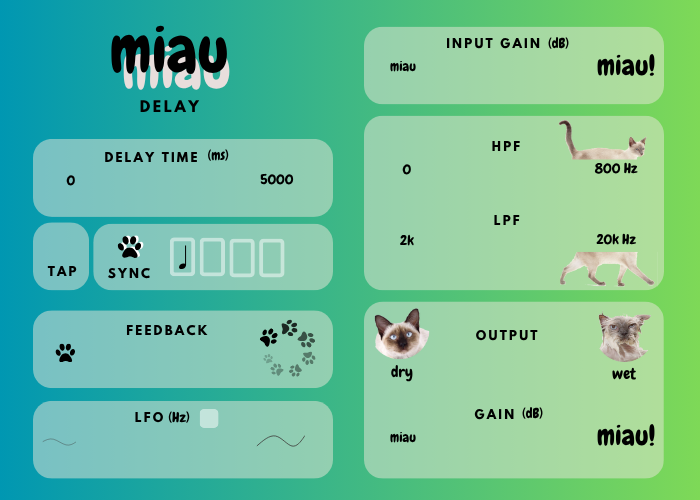 miau
miau
DELAY
DELAY TIME (ms)
0 5000
TAP
SYNC
FEEDBACK
LFO (Hz)
INPUT GAIN (dB)
miau miau!
HPF
0 800 Hz
LPF
2k 20k Hz
OUTPUT
dry wet
GAIN (dB)
miau miau!